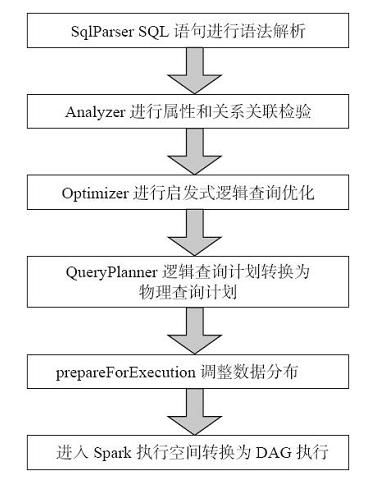 SqlParser SQL 语句进行语法解析
Analyzer 进行属性和关系关联检验
Optimizer 进行启发式逻辑查询优化
QueryPlanner 逻辑查询计划转换为
物理查询计划
prepareForExecution 调整数据分布
进入 Spark 执行空间转换为 DAG 执行